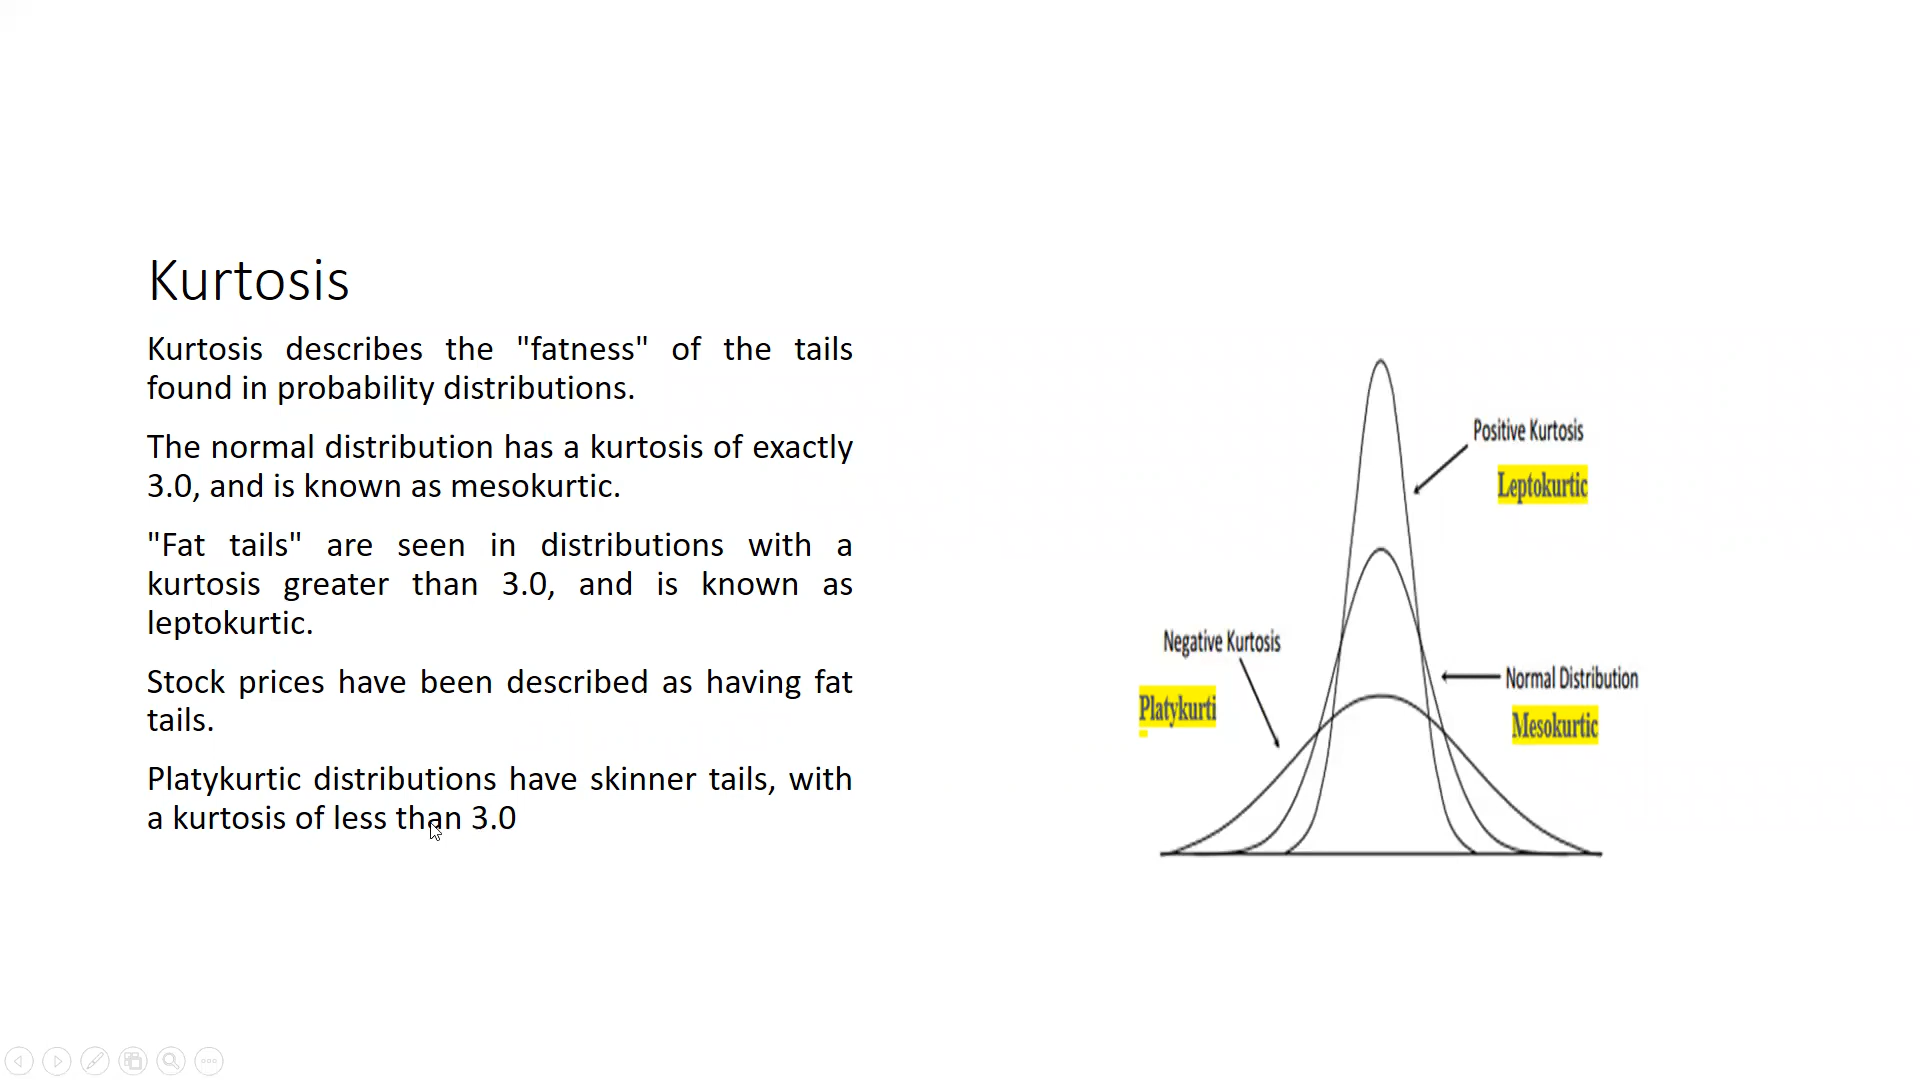 Kurtosis
Kurtosis describes the "fatness" of the tails
found in probability distributions.
The normal distribution has a kurtosis of exactly
3.0, and is known as mesokurtic.
"Fat tails" are seen in distributions with a
kurtosis greater than 3.0, and is known as
leptokurtic.
Stock prices have been described as having fat
tails.
Platykurtic distributions have skinner tails, with
a kurtosis of less than 3.0
Positive Kurtosis
Leptokurtic
Negative Kurtosis
Platykurti
Normal Distribution
Mesokurtic